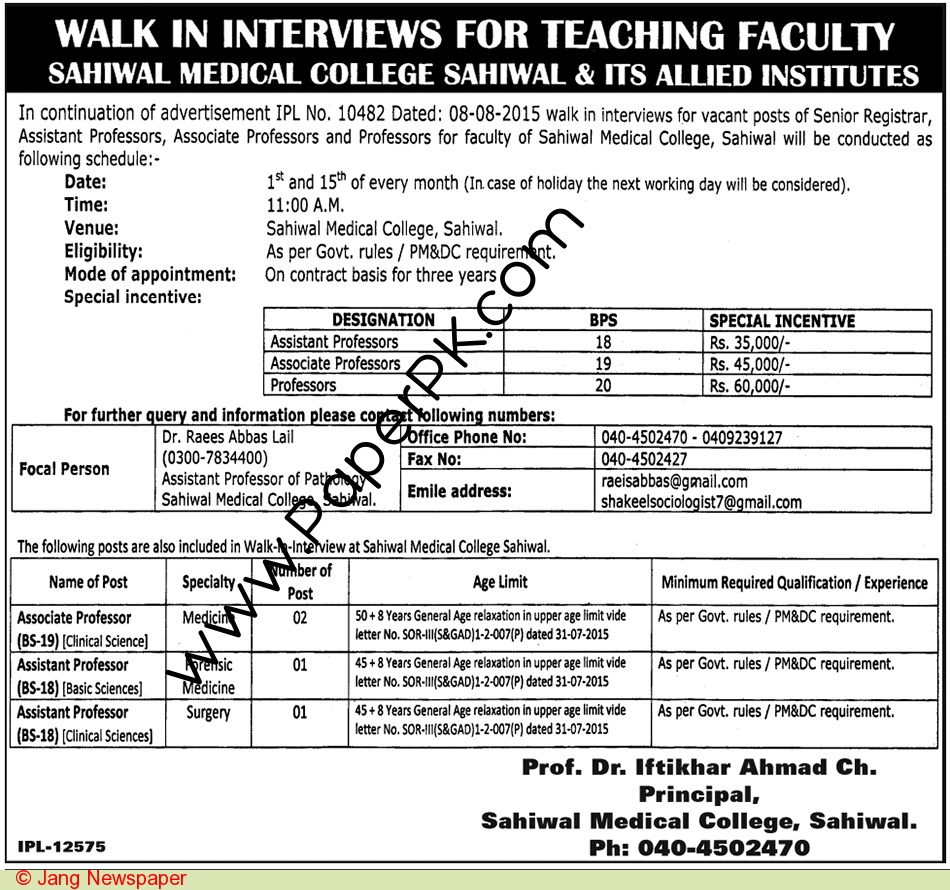 WALK IN INTERVIEWS FOR TEACHING FACULTY
SAHIWAL MEDICAL COLLEGE SAHIWAL & ITS ALLIED INSTITUTES
In continuation of advertisement IPL No. 10482 Dated: 08-08-2015 walk in interviews for vacant posts of Senior Registrar,
Assistant Professors, Associate Professors and Professors for faculty of Sahiwal Medical College, Sahiwal will be conducted as
following schedule:-
Date: 1st and 15th of every month (In case of holiday the next working day will be considered).
Time: 11:00 A.M.
Venue: Sahiwal Medical College, Sahiwal.
Eligibility: As per Govt. rules / PM&DC requirement.
Mode of appointment: On contract basis for three years
Special incentive:
DESIGNATION BPS SPECIAL INCENTIVE
Assistant Professors 18 Rs. 35,000/-
Associate Professors 19 Rs. 45,000/-
Professors 20 Rs. 60,000/-
For further query and information please contact following numbers:
Focal Person
Dr. Raees Abbas Lail
(0300-7834400)
Assistant Professor of Pathology
Sahiwal Medical College, Sahiwal.
Office Phone No: 040-4502470 - 0409239127
Fax No: 040-4502427
Emile address: raeisabbas@gmail.com
shakeelsociologist7@gmail.com
The following posts are also included in Walk-In-Interview at Sahiwal Medical College Sahiwal.
Name of Post Specialty Number of Post Age Limit Minimum Required Qualification / Experience
Associate Professor Medicine 02 50 + 8 Years General Age relaxation in upper age limit vide As per Govt. rules / PM&DC requirement.
(BS-19) [Clinical Science] letter No. SOR-III(S&GAD)1-2-007(P) dated 31-07-2015
Assistant Professor Forensic 01 45 + 8 Years General Age relaxation in upper age limit vide As per Govt. rules / PM&DC requirement.
(BS-18) [Basic Sciences] Medicine letter No. SOR-III(S&GAD)1-2-007(P) dated 31-07-2015
Assistant Professor Surgery 01 45 + 8 Years General Age relaxation in upper age limit vide As per Govt. rules / PM&DC requirement.
(BS-18) [Clinical Sciences] letter No. SOR-III(S&GAD)1-2-007(P) dated 31-07-2015
Prof. Dr. Iftikhar Ahmad Ch.
Principal,
Sahiwal Medical College, Sahiwal.
Ph: 040-4502470
IPL-12575
© Jang Newspaper
www.PaperPK.com